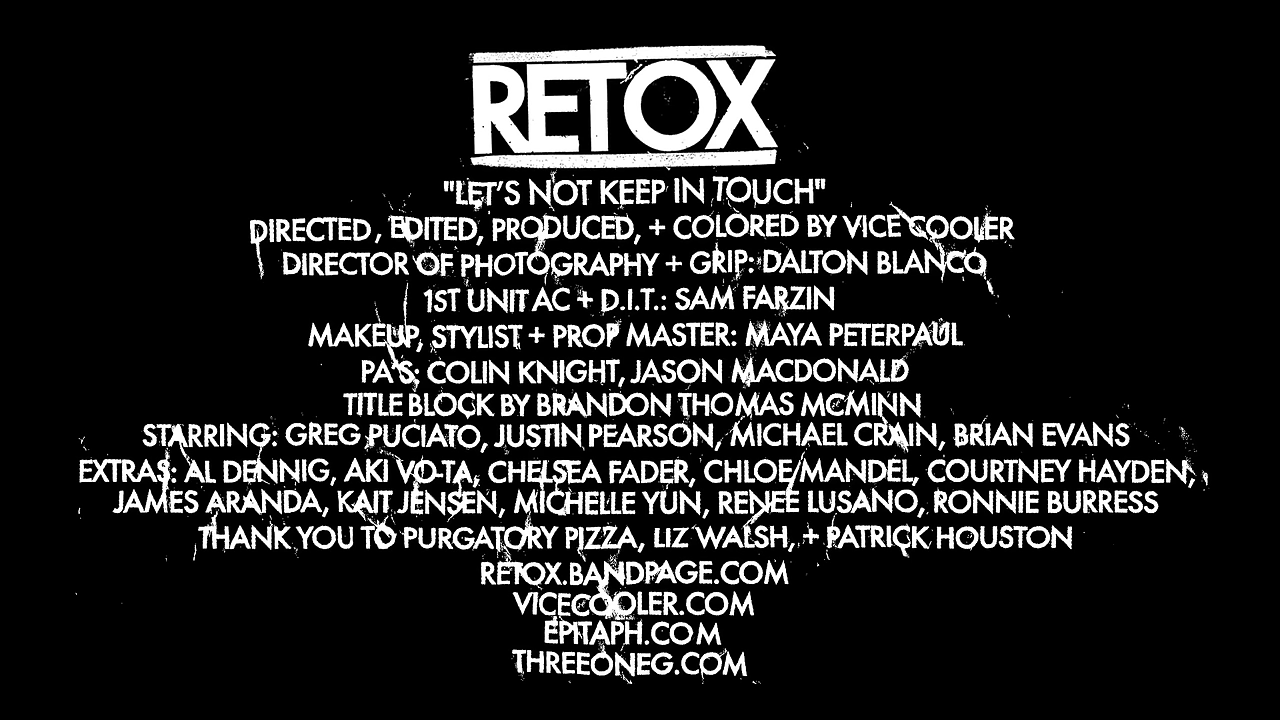 RETOX
"LET'S NOT KEEP IN TOUCH"
DIRECTED, EDITED, PRODUCED, + COLORED BY VICE COOLER
DIRECTOR OF PHOTOGRAPHY + GRIP: DALTON BLANCO
1ST UNIT AC + D.I.T.: SAM FARZIN
MAKEUP, STYLIST + PROP MASTER: MAYA PETERPAUL
PA'S: COLIN KNIGHT, JASON MACDONALD
TITLE BLOCK BY BRANDON THOMAS MCMINN
STARRING: GREG PUCIATO, JUSTIN PEARSON, MICHAEL CRAIN, BRIAN EVANS
EXTRAS: AL DENNIG, AKI VO-TA, CHELSEA FADER, CHLOE MANDEL, COURTNEY HAYDEN,
JAMES ARANDA, KAIT JENSEN, MICHELLE YUN, RENEE LUSANO, RONNIE BURRESS
THANK YOU TO PURGATORY PIZZA, LIZ WALSH, + PATRICK HOUSTON
RETOX.BANDPAGE.COM
VICECOOLER.COM
EPITAPH.COM
THREEONEG.COM